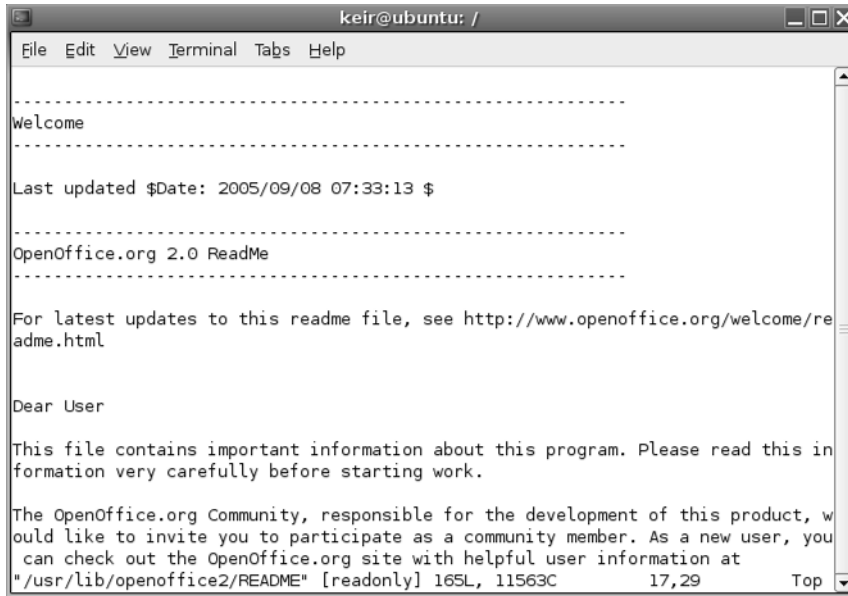 keir@ubuntu: /
File Edit View Terminal Tabs Help
------------------------------------------------------------
Welcome
------------------------------------------------------------
Last updated $Date: 2005/09/08 07:33:13 $
------------------------------------------------------------
OpenOffice.org 2.0 ReadMe
------------------------------------------------------------
For latest updates to this readme file, see http://www.openoffice.org/welcome/re
adme.html
Dear User
This file contains important information about this program. Please read this in
formation very carefully before starting work.
The OpenOffice.org Community, responsible for the development of this product, w
ould like to invite you to participate as a community member. As a new user, you
 can check out the OpenOffice.org site with helpful user information at
"/usr/lib/openoffice2/README" [readonly] 165L, 11563C 17,29 Top